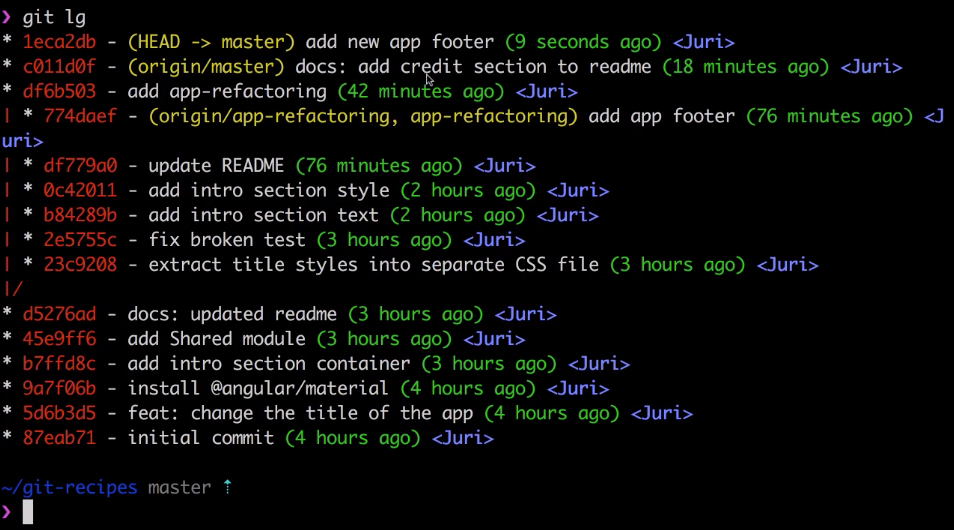 ❯ git lg
* 1eca2db - (HEAD -> master) add new app footer (9 seconds ago) <Juri>
* c011d0f - (origin/master) docs: add credit section to readme (18 minutes ago) <Juri>
* df6b503 - add app-refactoring (42 minutes ago) <Juri>
| * 774daef - (origin/app-refactoring, app-refactoring) add app footer (76 minutes ago) <J
uri>
| * df779a0 - update README (76 minutes ago) <Juri>
| * 0c42011 - add intro section style (2 hours ago) <Juri>
| * b84289b - add intro section text (2 hours ago) <Juri>
| * 2e5755c - fix broken test (3 hours ago) <Juri>
| * 23c9208 - extract title styles into separate CSS file (3 hours ago) <Juri>
|/
* d5276ad - docs: updated readme (3 hours ago) <Juri>
* 45e9ff6 - add Shared module (3 hours ago) <Juri>
* b7ffd8c - add intro section container (3 hours ago) <Juri>
* 9a7f06b - install @angular/material (4 hours ago) <Juri>
* 5d6b3d5 - feat: change the title of the app (4 hours ago) <Juri>
* 87eab71 - initial commit (4 hours ago) <Juri>
~/git-recipes master ⇡
❯